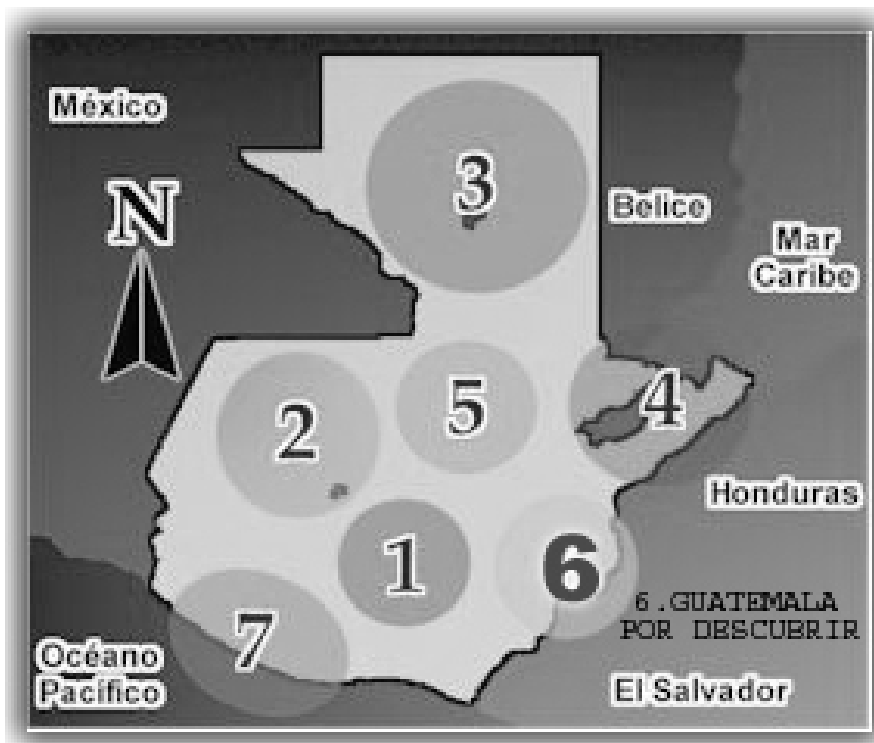 México
3
N
Belice
Mar
Caribe
2
5
4
Honduras
1
6
6.GUATEMALA
POR DESCUBRIR
7
Océano
Pacífico
El Salvador